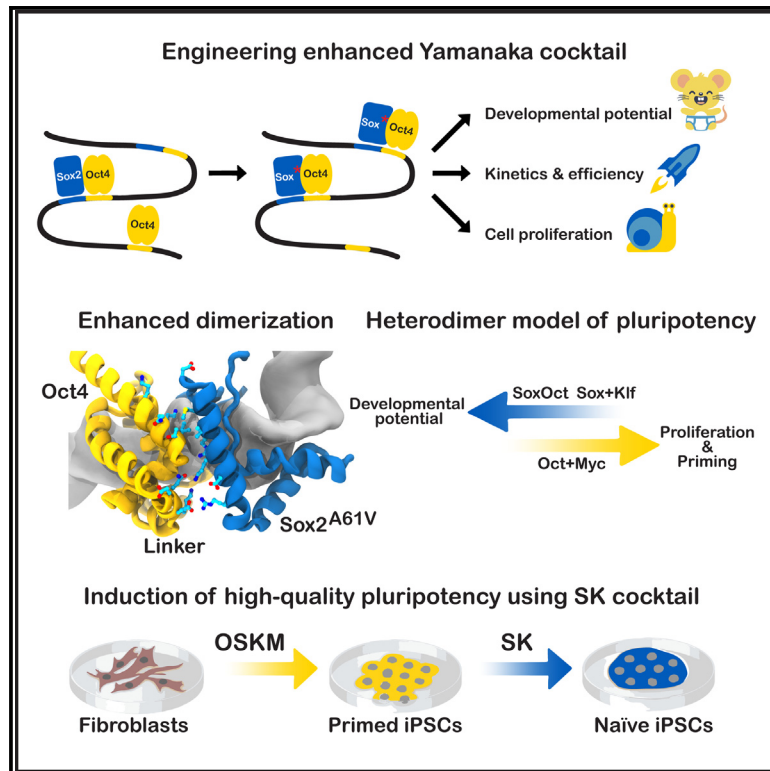 Engineering enhanced Yamanaka cocktail
Sox2
Oct4
Oct4
Sox*
Oct4
Sox*
Oct4
Developmental potential
Kinetics & efficiency
Cell proliferation
Enhanced dimerization
Oct4
Linker
Sox2A61V
Heterodimer model of pluripotency
Developmental
potential
SoxOct Sox+Klf
Oct+Myc
Proliferation
&
Priming
Induction of high-quality pluripotency using SK cocktail
OSKM
SK
Fibroblasts
Primed iPSCs
Naïve iPSCs